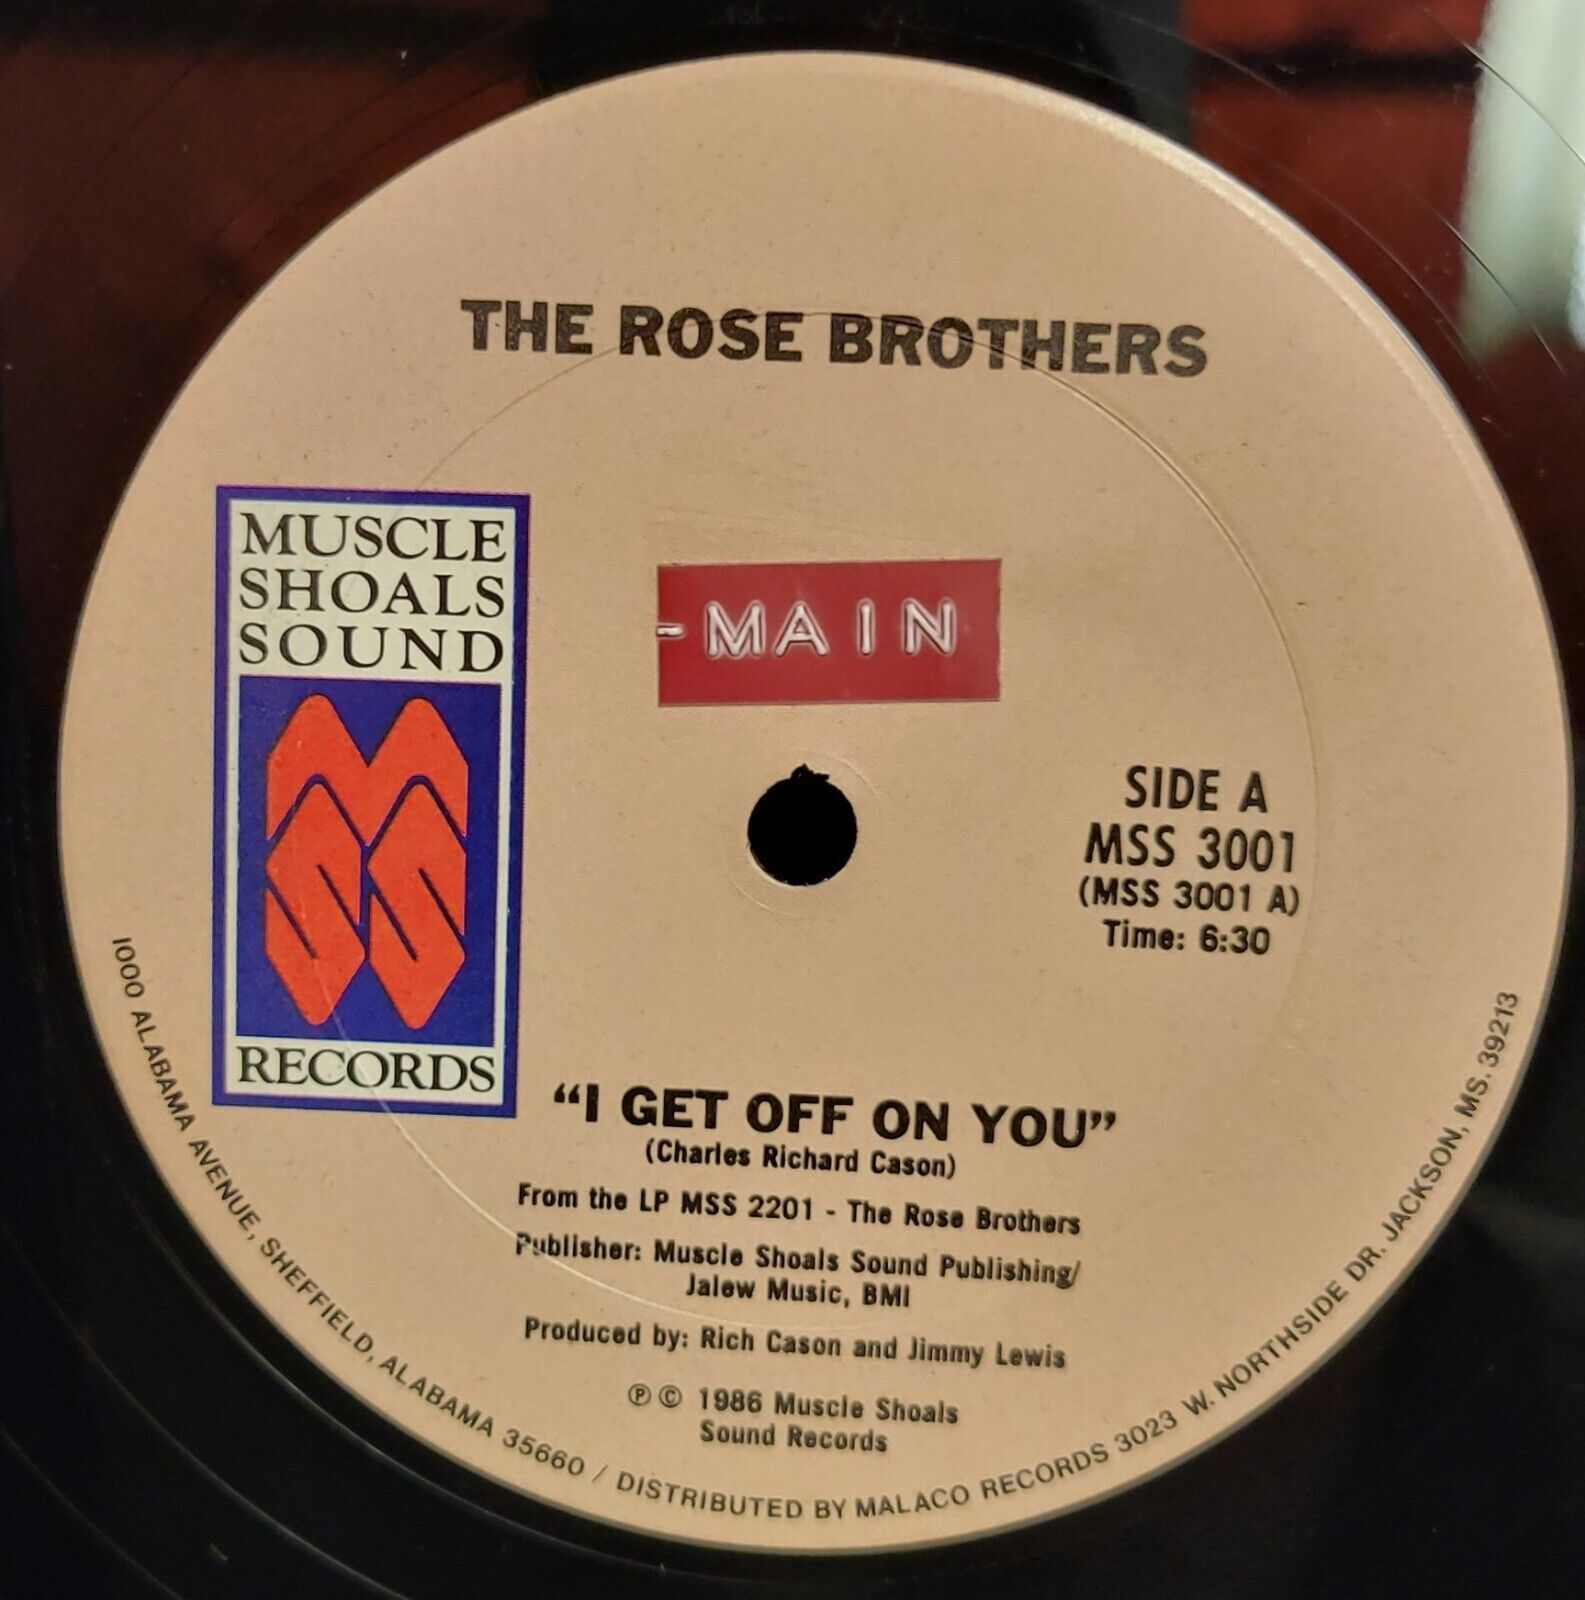 THE ROSE BROTHERS
MUSCLE
SHOALS
SOUND
RECORDS
-MAIN
SIDE A
MSS 3001
(MSS 3001 A)
Time: 6:30
"I GET OFF ON YOU"
(Charles Richard Cason)
From the LP MSS 2201 - The Rose Brothers
Publisher: Muscle Shoals Sound Publishing/
Jalew Music, BMI
Produced by: Rich Cason and Jimmy Lewis
℗ © 1986 Muscle Shoals
Sound Records
1000 ALABAMA AVENUE, SHEFFIELD, ALABAMA 35660 / DISTRIBUTED BY MALACO RECORDS 3023 W. NORTHSIDE DR. JACKSON, MS. 39213